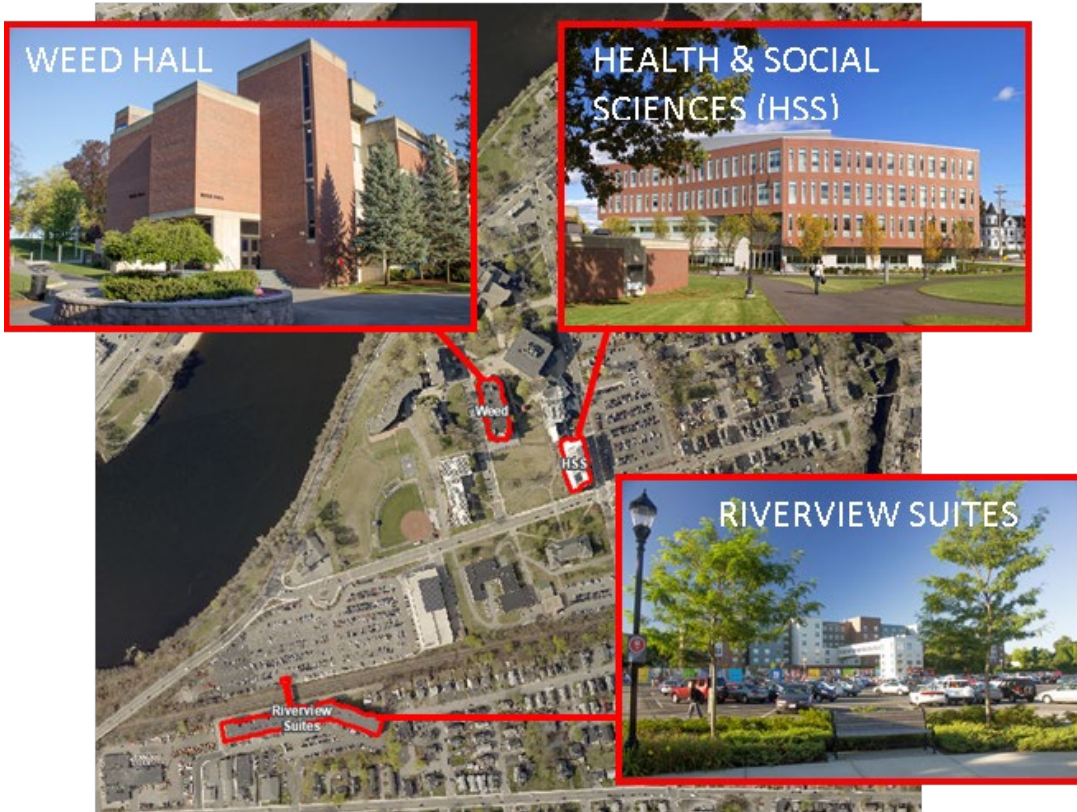 WEED HALL
HEALTH & SOCIAL
SCIENCES (HSS)
Weed
HSS
RIVERVIEW SUITES
Riverview
Suites